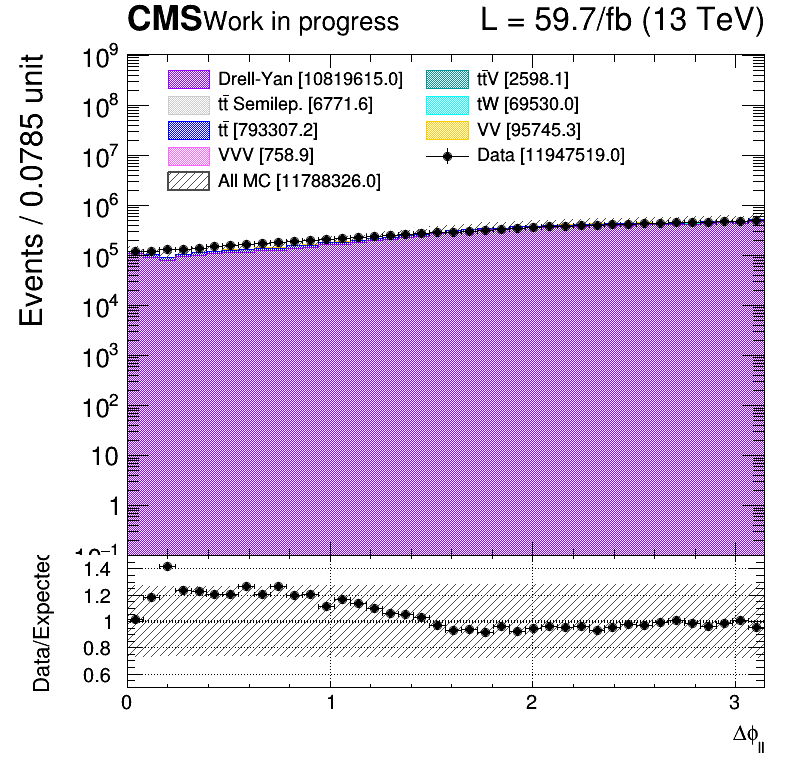 CMS Work in progress L = 59.7/fb (13 TeV)
Events / 0.0785 unit
10⁹
10⁸
10⁷
10⁶
10⁵
10⁴
10³
10²
10
1
10⁻¹
Drell-Yan [10819615.0]
tt̄V [2598.1]
tt̄ Semilep. [6771.6]
tW [69530.0]
tt̄ [793307.2]
VV [95745.3]
VVV [758.9]
Data [11947519.0]
All MC [11788326.0]
Data/Expected
1.4
1.2
1
0.8
0.6
0 1 2 3
Δϕ_ll